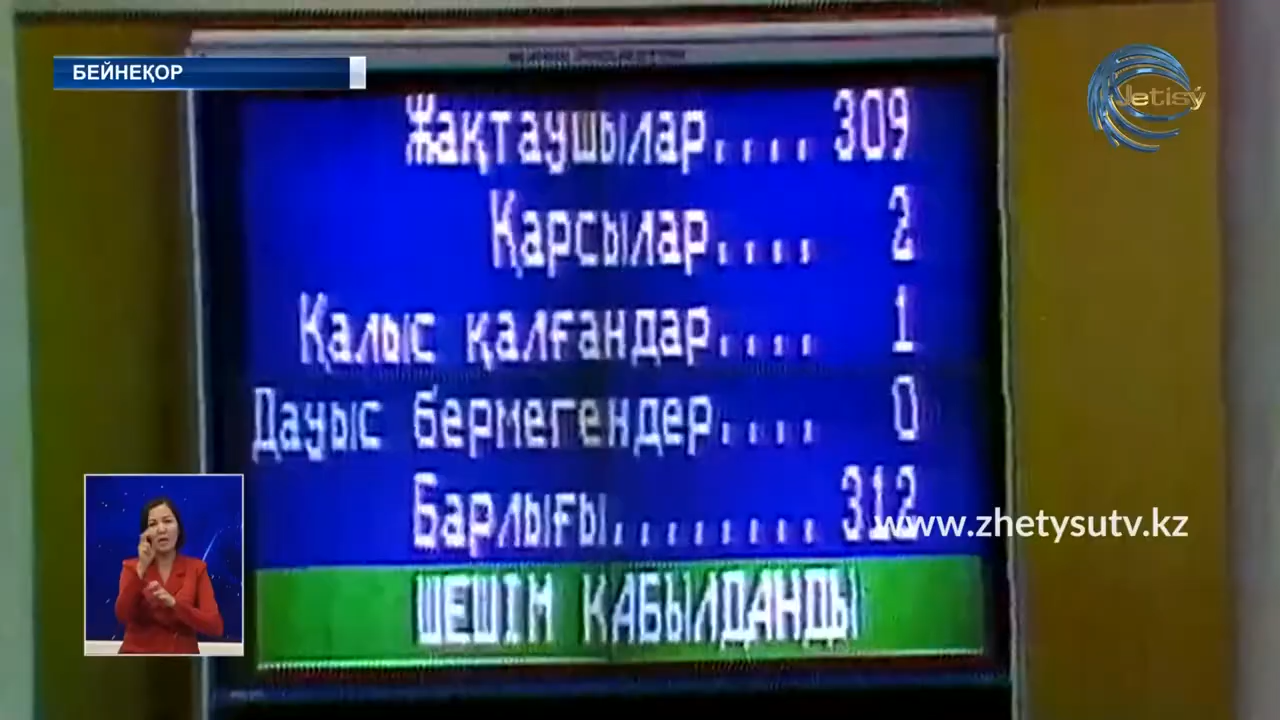 БЕЙНЕҚОР
Jetisý
Жақтаушылар.... 309
Қарсылар.... 2
Қалыс қалғандар.... 1
Дауыс бермегендер.... 0
Барлығы......... 312
www.zhetysutv.kz
ШЕШІМ ҚАБЫЛДАНДЫ